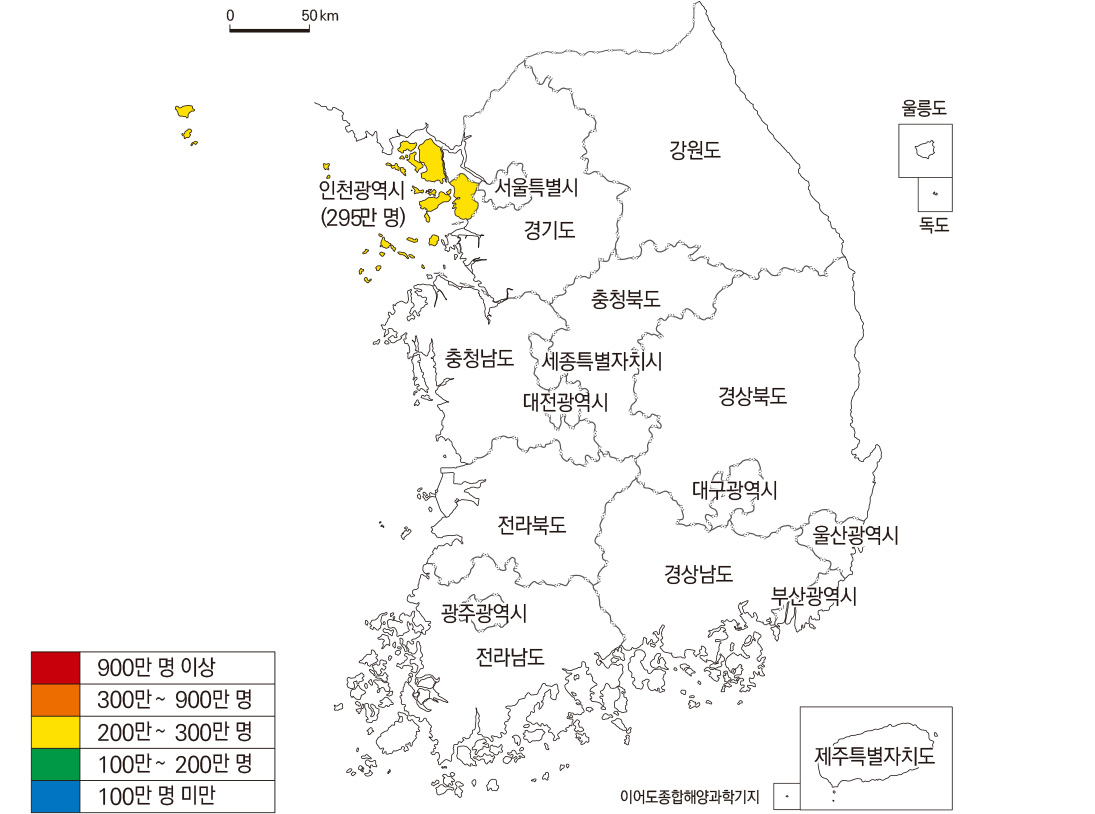 0 50 km
울릉도
독도
강원도
인천광역시
(295만 명)
서울특별시
경기도
충청북도
충청남도
세종특별자치시
대전광역시
경상북도
대구광역시
전라북도
울산광역시
경상남도
부산광역시
광주광역시
전라남도
900만 명 이상
300만~ 900만 명
200만~ 300만 명
100만~ 200만 명
100만 명 미만
제주특별자치도
이어도종합해양과학기지